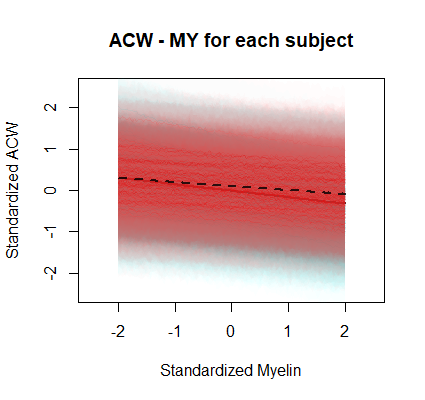 ACW - MY for each subject
Standardized ACW
2
1
0
-1
-2
-2 -1 0 1 2
Standardized Myelin